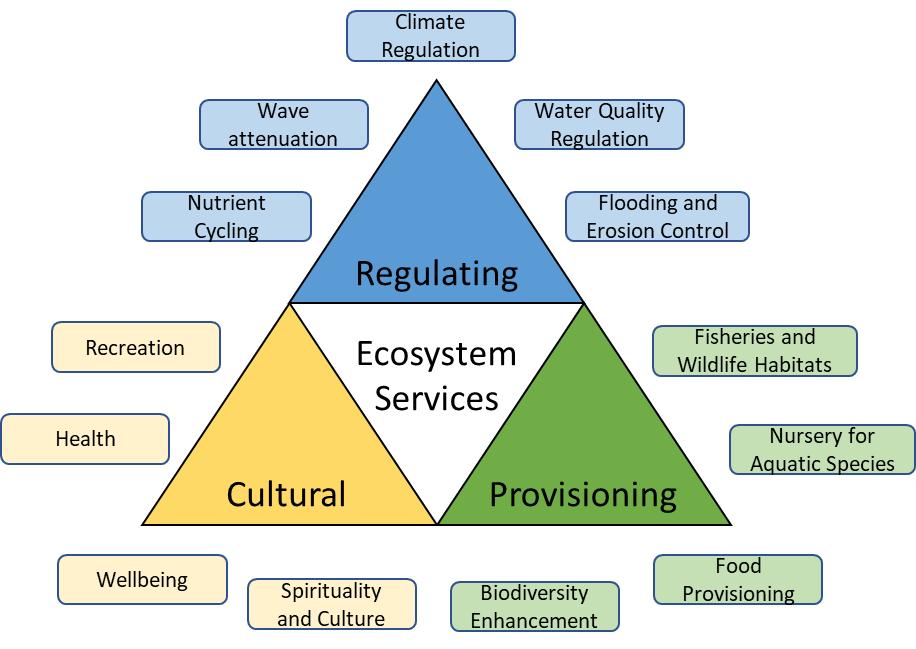 Climate
Regulation
Wave
attenuation
Water Quality
Regulation
Nutrient
Cycling
Flooding and
Erosion Control
Regulating
Recreation
Ecosystem
Services
Fisheries and
Wildlife Habitats
Health
Nursery for
Aquatic Species
Cultural
Provisioning
Wellbeing
Spirituality
and Culture
Biodiversity
Enhancement
Food
Provisioning